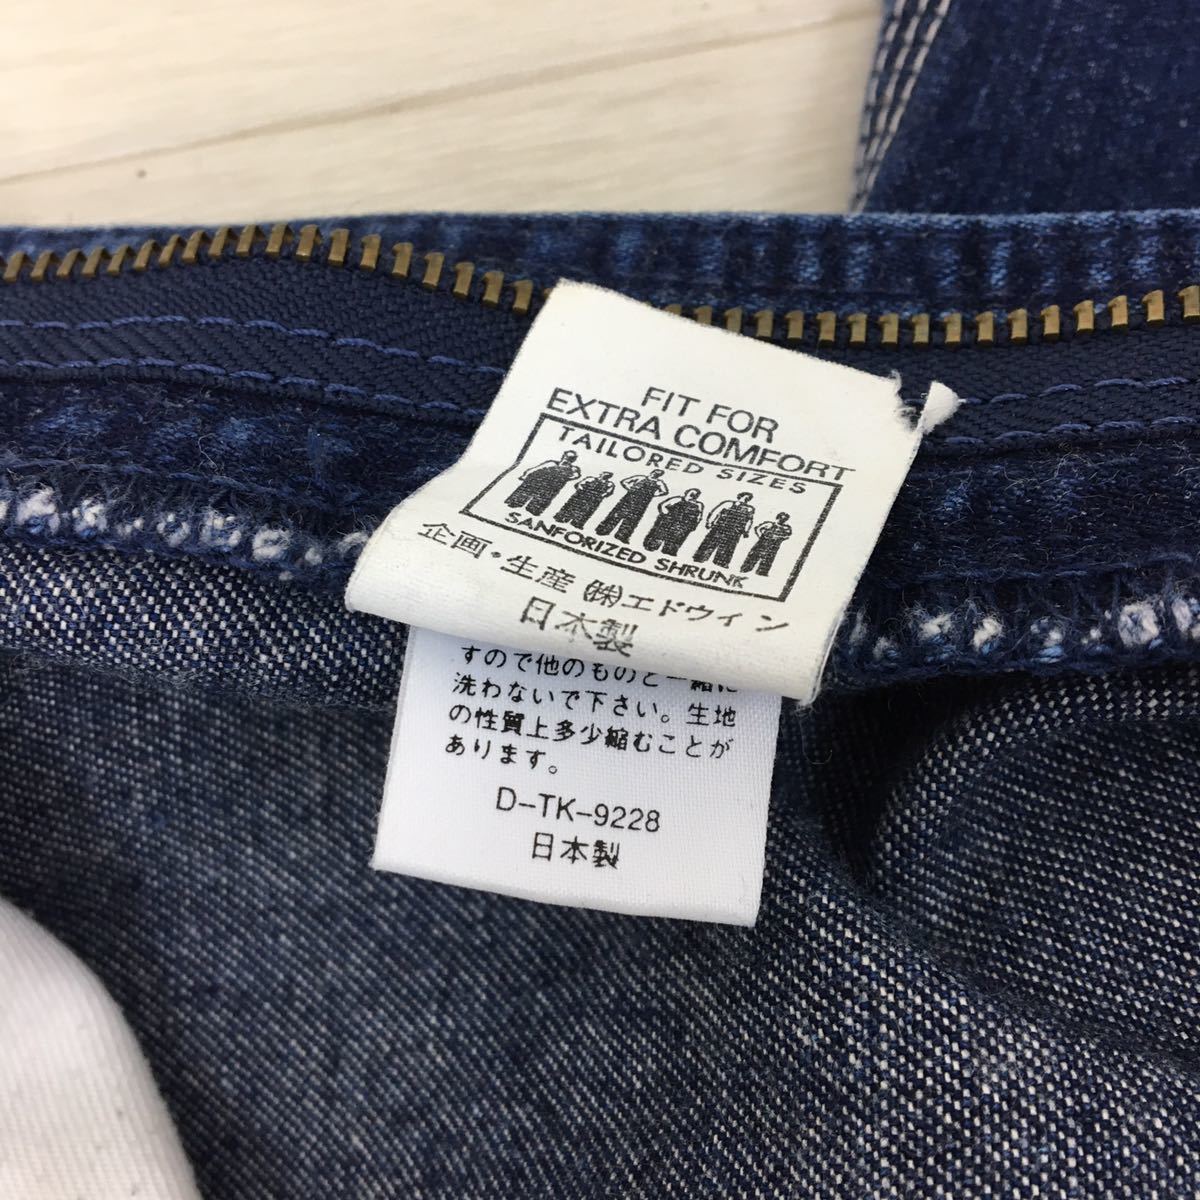 FIT FOR
EXTRA COMFORT
TAILORED SIZES
SANFORIZED SHRUNK
企画・生産 ㈱エドウィン
日本製
すので他のものと一緒に
洗わないで下さい。生地
の性質上多少縮むことが
あります。
D-TK-9228
日本製